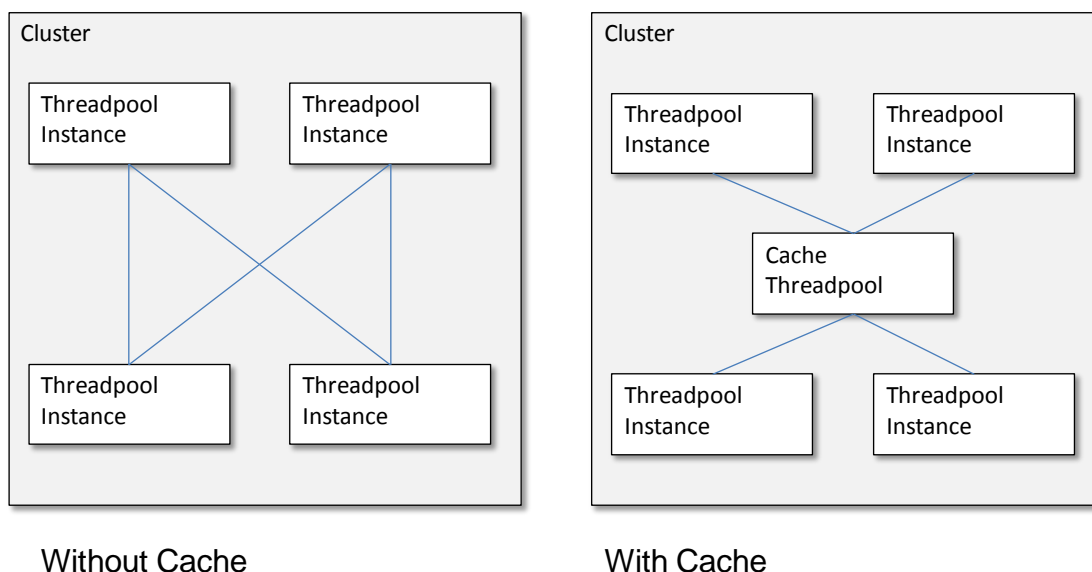 Cluster
Threadpool
Instance
Threadpool
Instance
Threadpool
Instance
Threadpool
Instance
Without Cache
Cluster
Threadpool
Instance
Threadpool
Instance
Cache
Threadpool
Threadpool
Instance
Threadpool
Instance
With Cache